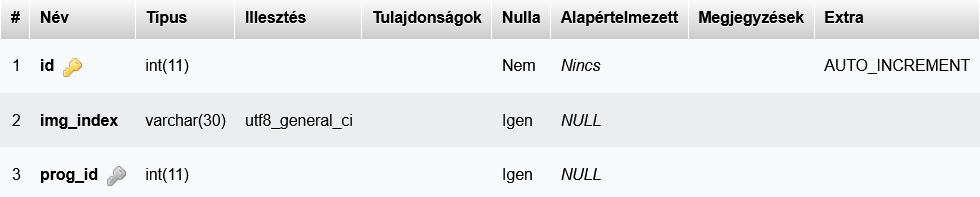 # Név Típus Illesztés Tulajdonságok Nulla Alapértelmezett Megjegyzések Extra
1 id int(11) Nem Nincs AUTO_INCREMENT
2 img_index varchar(30) utf8_general_ci Igen NULL
3 prog_id int(11) Igen NULL